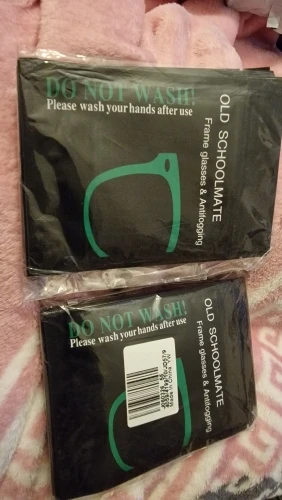 DO NOT WASH!
Please wash your hands after use
OLD SCHOOLMATE
Frame glasses & Antifogging
DO NOT WASH!
Please wash your hands after use
OLD SCHOOLMATE
Frame glasses & Antifogging